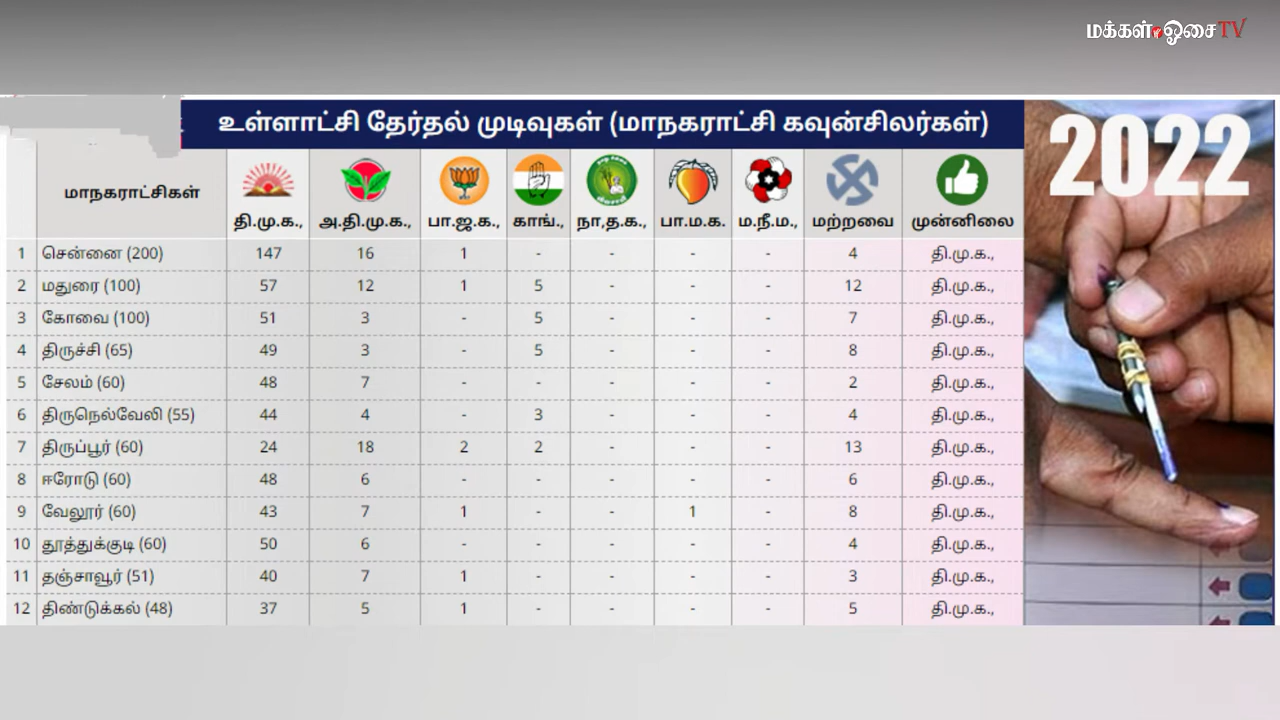 மக்கள் ஓசை TV
உள்ளாட்சி தேர்தல் முடிவுகள் (மாநகராட்சி கவுன்சிலர்கள்)
2022
மாநகராட்சிகள் தி.மு.க., அ.தி.மு.க., பா.ஜ.க., காங்., நா,த.க., பா.ம.க. ம.நீ.ம., மற்றவை முன்னிலை
1 சென்னை (200) 147 16 1 - - - - 4 தி.மு.க.,
2 மதுரை (100) 57 12 1 5 - - - 12 தி.மு.க.,
3 கோவை (100) 51 3 - 5 - - - 7 தி.மு.க.,
4 திருச்சி (65) 49 3 - 5 - - - 8 தி.மு.க.,
5 சேலம் (60) 48 7 - - - - - 2 தி.மு.க.,
6 திருநெல்வேலி (55) 44 4 - 3 - - - 4 தி.மு.க.,
7 திருப்பூர் (60) 24 18 2 2 - - - 13 தி.மு.க.,
8 ஈரோடு (60) 48 6 - - - - - 6 தி.மு.க.,
9 வேலூர் (60) 43 7 1 - - 1 - 8 தி.மு.க.,
10 தூத்துக்குடி (60) 50 6 - - - - - 4 தி.மு.க.,
11 தஞ்சாவூர் (51) 40 7 1 - - - - 3 தி.மு.க.,
12 திண்டுக்கல் (48) 37 5 1 - - - - 5 தி.மு.க.,